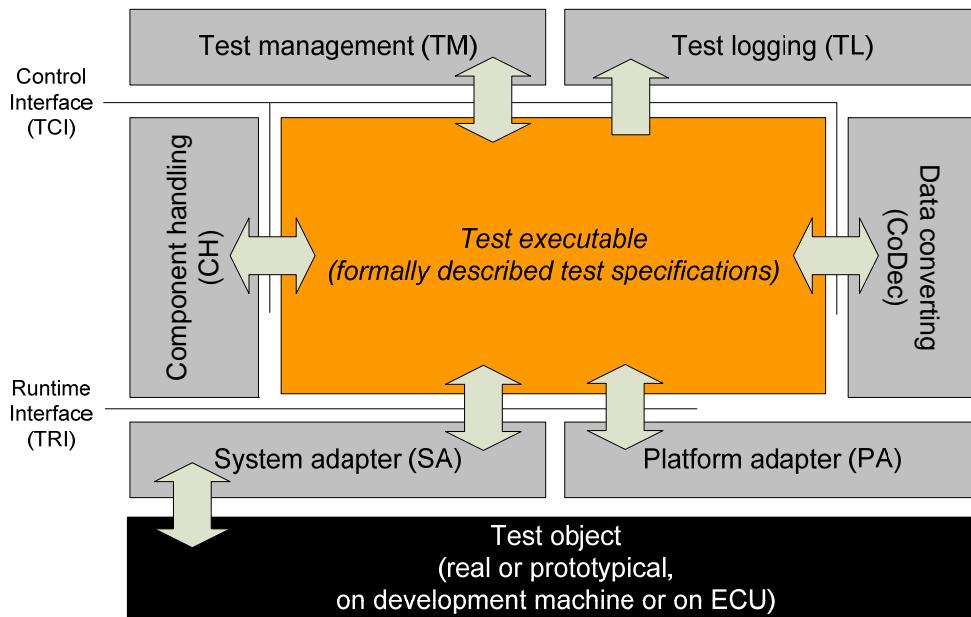 Test management (TM)
Test logging (TL)
Control
Interface
(TCI)
Component handling
(CH)
Test executable
(formally described test specifications)
Data converting
(CoDec)
Runtime
Interface
(TRI)
System adapter (SA)
Platform adapter (PA)
Test object
(real or prototypical,
on development machine or on ECU)